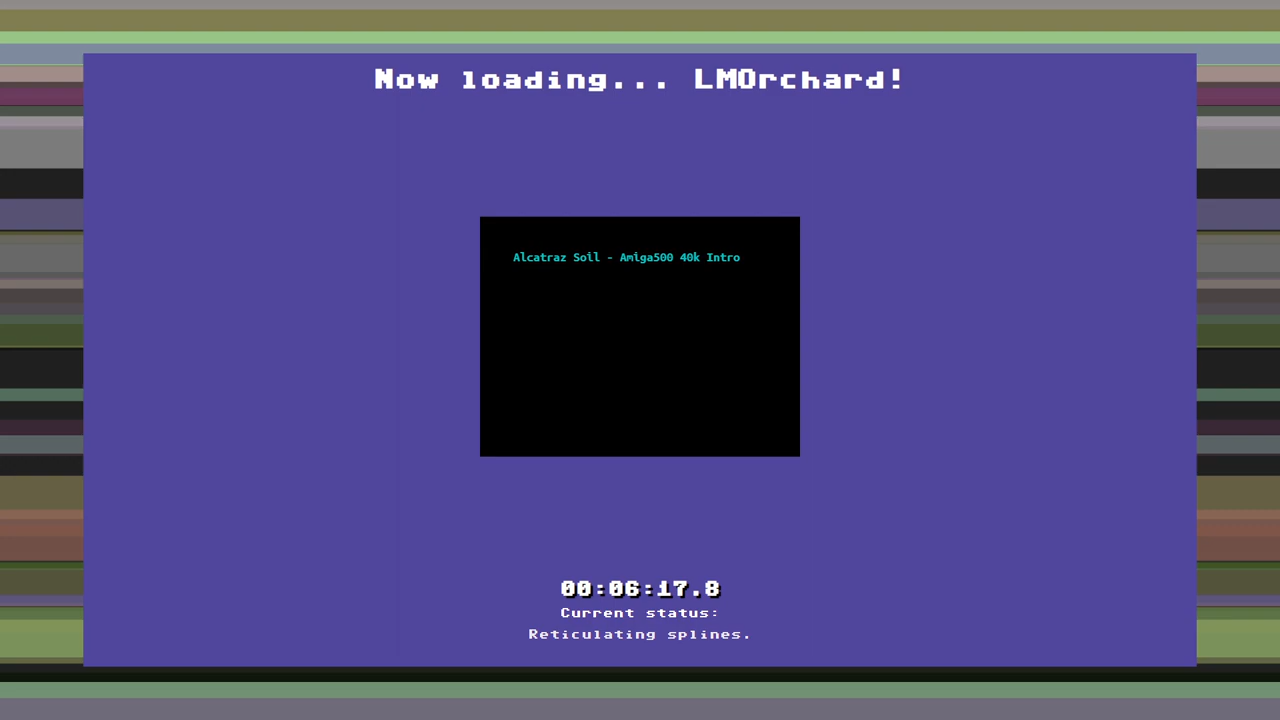 Now loading... LMOrchard!
Alcatraz Soil - Amiga500 40k Intro
00:06:17.8
Current status:
Reticulating splines.